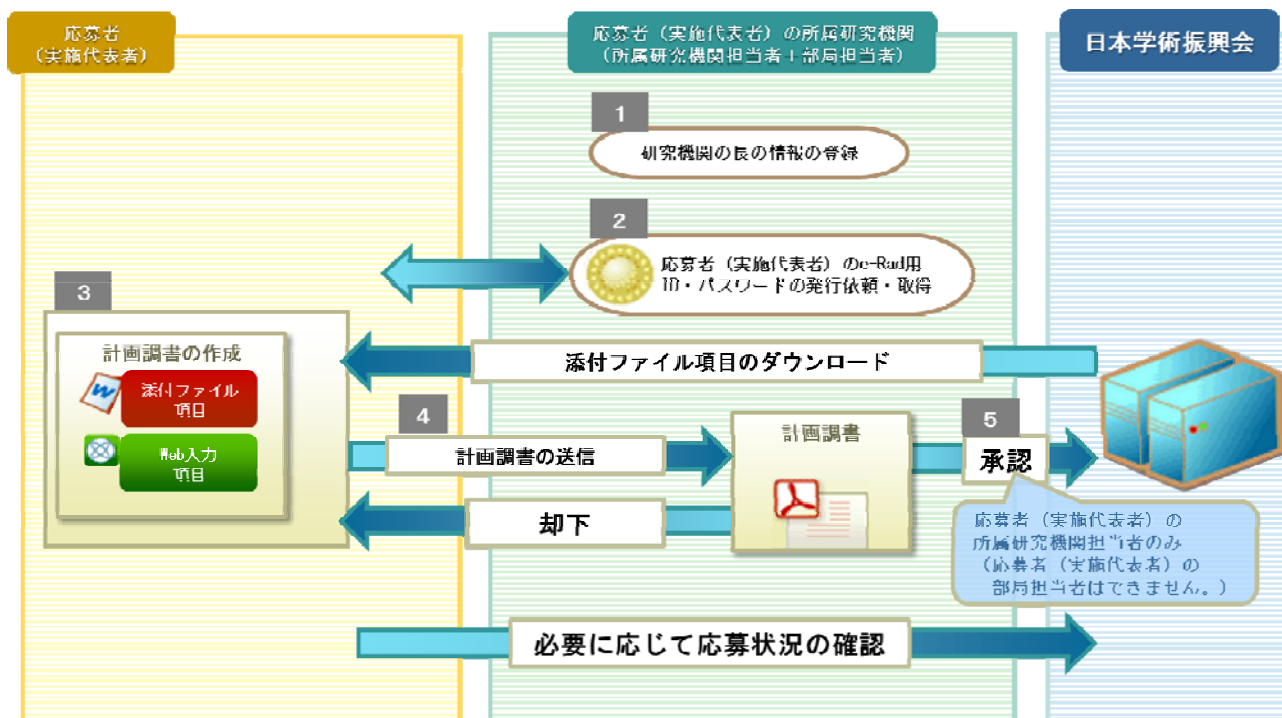 応募者
(実施代表者)
応募者(実施代表者)の所属研究機関
(所属研究機関担当者+部局担当者)
日本学術振興会
1
研究機関の長の情報の登録
2
応募者(実施代表者)のe-Rad用
ID・パスワードの発行依頼・取得
3
計画調書の作成
添付ファイル
項目
Web入力
項目
添付ファイル項目のダウンロード
4
計画調書の送信
計画調書
5
承認
却下
応募者(実施代表者)の
所属研究機関担当者のみ
(応募者(実施代表者)の
部局担当者はできません。)
必要に応じて応募状況の確認